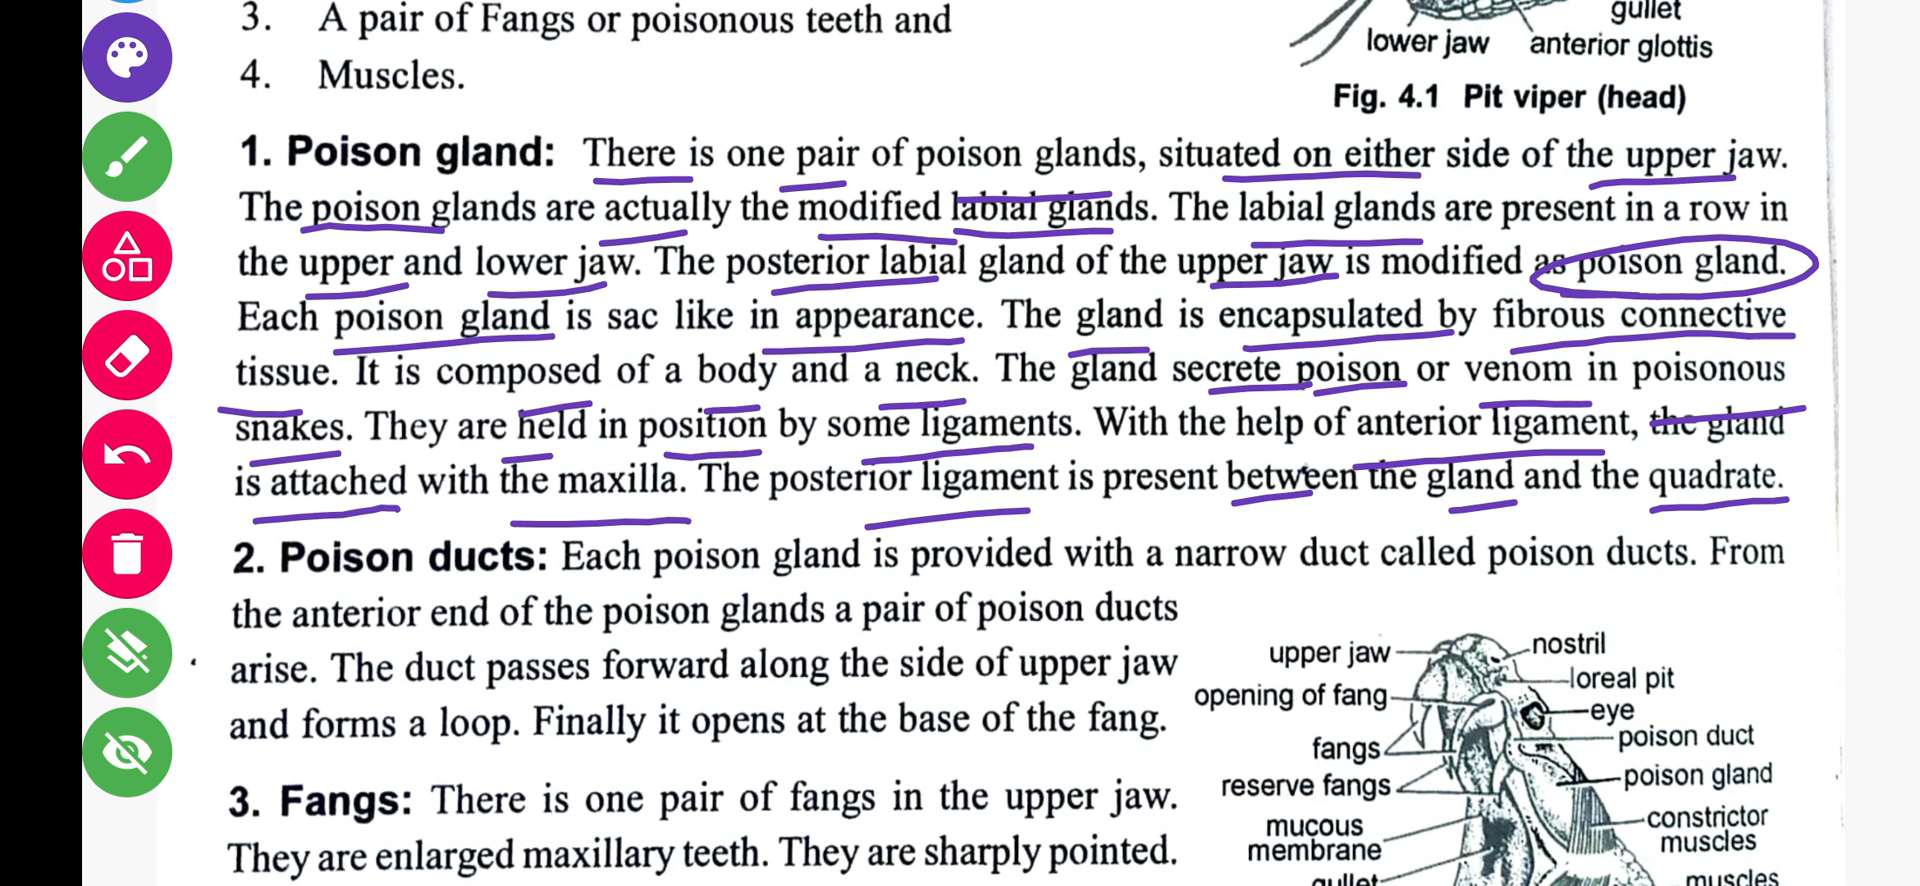 3. A pair of Fangs or poisonous teeth and
4. Muscles.
gullet
lower jaw anterior glottis
Fig. 4.1 Pit viper (head)
1. Poison gland: There is one pair of poison glands, situated on either side of the upper jaw.
The poison glands are actually the modified labial glands. The labial glands are present in a row in
the upper and lower jaw. The posterior labial gland of the upper jaw is modified as poison gland.
Each poison gland is sac like in appearance. The gland is encapsulated by fibrous connective
tissue. It is composed of a body and a neck. The gland secrete poison or venom in poisonous
snakes. They are held in position by some ligaments. With the help of anterior ligament, the gland
is attached with the maxilla. The posterior ligament is present between the gland and the quadrate.
2. Poison ducts: Each poison gland is provided with a narrow duct called poison ducts. From
the anterior end of the poison glands a pair of poison ducts
arise. The duct passes forward along the side of upper jaw
and forms a loop. Finally it opens at the base of the fang.
3. Fangs: There is one pair of fangs in the upper jaw.
They are enlarged maxillary teeth. They are sharply pointed.
upper jaw
opening of fang
fangs
reserve fangs
mucous
membrane
gullet
nostril
loreal pit
eye
poison duct
poison gland
constrictor
muscles
muscles